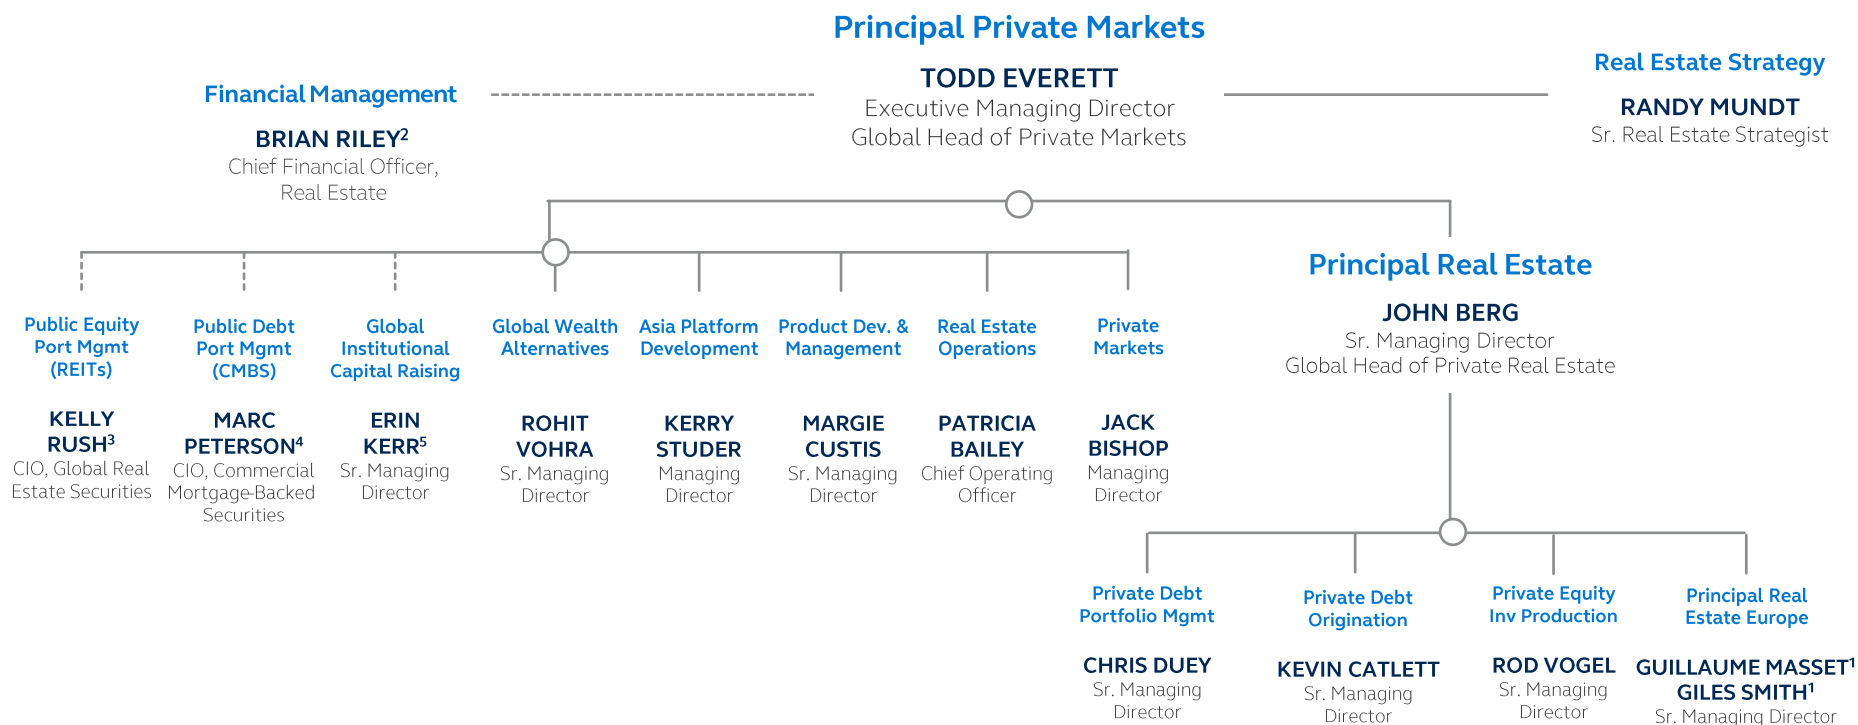 Principal Private Markets
TODD EVERETT
Executive Managing Director
Global Head of Private Markets
Real Estate Strategy
RANDY MUNDT
Sr. Real Estate Strategist
Financial Management
BRIAN RILEY²
Chief Financial Officer,
Real Estate
Public Equity
Port Mgmt
(REITs)
KELLY
RUSH³
CIO, Global Real
Estate Securities
Public Debt
Port Mgmt
(CMBS)
MARC
PETERSON⁴
CIO, Commercial
Mortgage-Backed
Securities
Global
Institutional
Capital Raising
ERIN
KERR⁵
Sr. Managing
Director
Global Wealth
Alternatives
ROHIT
VOHRA
Sr. Managing
Director
Asia Platform
Development
KERRY
STUDER
Managing
Director
Product Dev. &
Management
MARGIE
CUSTIS
Sr. Managing
Director
Real Estate
Operations
PATRICIA
BAILEY
Chief Operating
Officer
Private
Markets
JACK
BISHOP
Managing
Director
Principal Real Estate
JOHN BERG
Sr. Managing Director
Global Head of Private Real Estate
Private Debt
Portfolio Mgmt
CHRIS DUEY
Sr. Managing
Director
Private Debt
Origination
KEVIN CATLETT
Sr. Managing
Director
Private Equity
Inv Production
ROD VOGEL
Sr. Managing
Director
Principal Real
Estate Europe
GUILLAUME MASSET¹
GILES SMITH¹
Sr. Managing Director